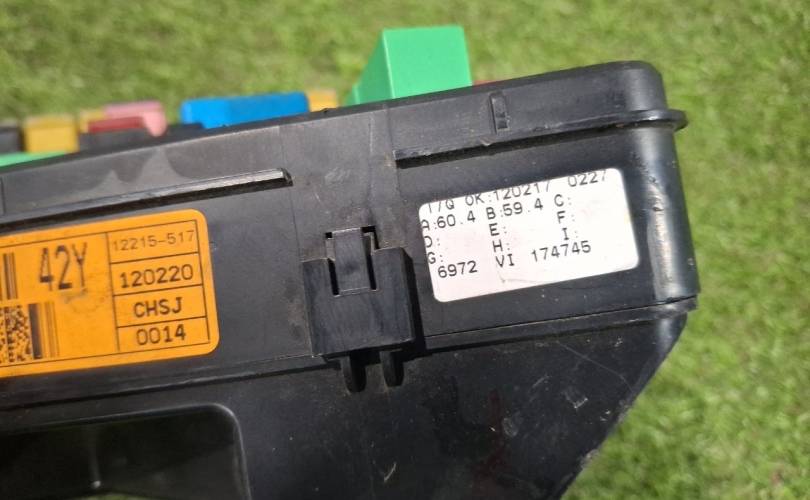 42Y
12215-517
120220
CHSJ
0014
T/Q OK:120217 0227
A:60.4 B:59.4 C:
D: E: F:
G: H: I:
6972 VI 174745